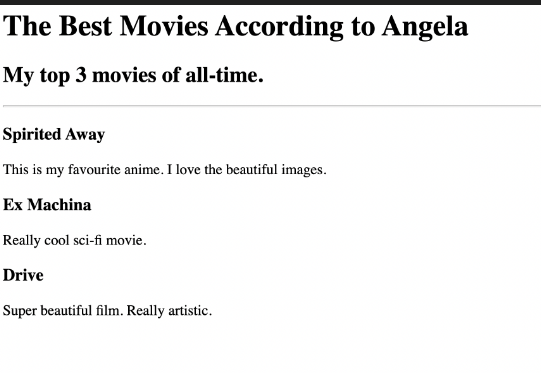 The Best Movies According to Angela
My top 3 movies of all-time.
Spirited Away
This is my favourite anime. I love the beautiful images.
Ex Machina
Really cool sci-fi movie.
Drive
Super beautiful film. Really artistic.